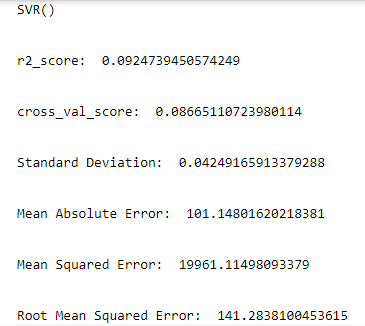 SVR()
r2_score:  0.0924739450574249
cross_val_score:  0.08665110723980114
Standard Deviation:  0.04249165913379288
Mean Absolute Error:  101.14801620218381
Mean Squared Error:  19961.11498093379
Root Mean Squared Error:  141.2838100453615